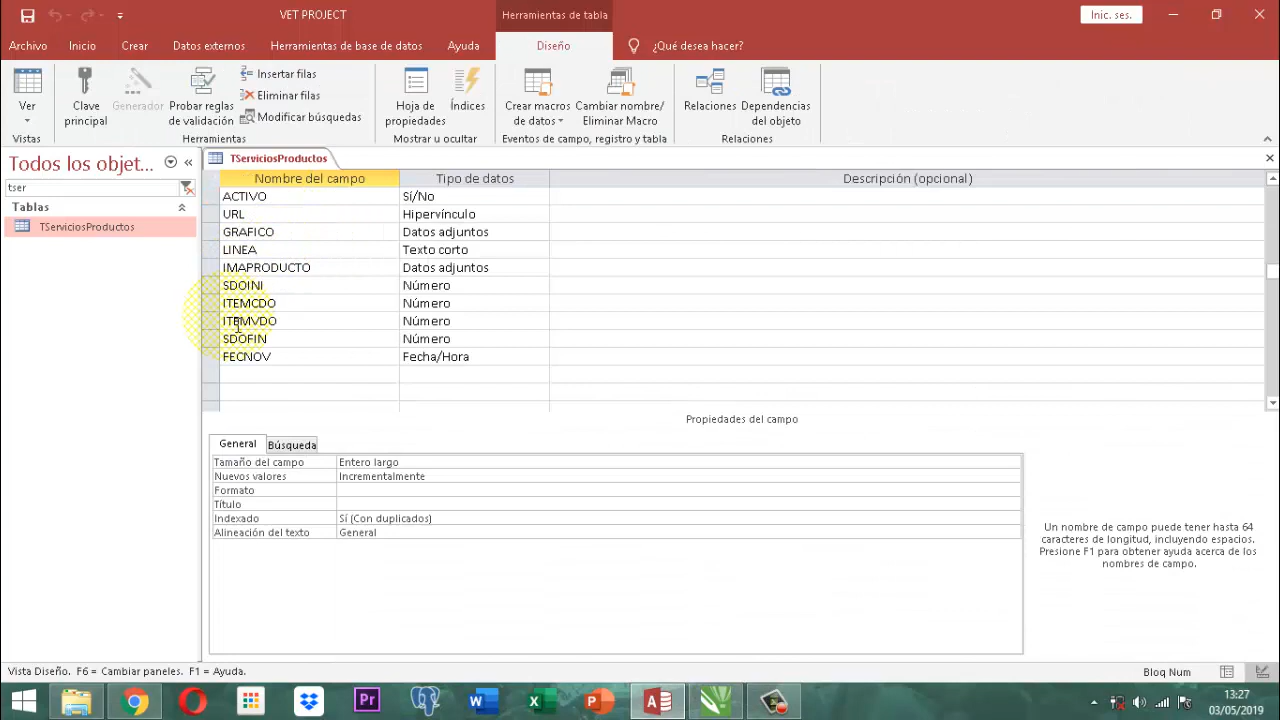 VET PROJECT
Herramientas de tabla
Inic. ses.
Archivo
Inicio
Crear
Datos externos
Herramientas de base de datos
Ayuda
Diseño
¿Qué desea hacer?
Ver
Clave principal
Generador
Probar reglas de validación
Insertar filas
Eliminar filas
Modificar búsquedas
Hoja de propiedades
Índices
Crear macros de datos
Cambiar nombre/ Eliminar Macro
Relaciones
Dependencias del objeto
Vistas
Herramientas
Mostrar u ocultar
Eventos de campo, registro y tabla
Relaciones
Todos los objet...
tser
Tablas
TServiciosProductos
TServiciosProductos
Nombre del campo Tipo de datos Descripción (opcional)
ACTIVO Sí/No
URL Hipervínculo
GRAFICO Datos adjuntos
LINEA Texto corto
IMAPRODUCTO Datos adjuntos
SDOINI Número
ITEMCDO Número
ITEMVDO Número
SDOFIN Número
FECNOV Fecha/Hora
Propiedades del campo
General Búsqueda
Tamaño del campo Entero largo
Nuevos valores Incrementalmente
Formato
Título
Indexado Sí (Con duplicados)
Alineación del texto General
Un nombre de campo puede tener hasta 64
caracteres de longitud, incluyendo espacios.
Presione F1 para obtener ayuda acerca de los
nombres de campo.
Vista Diseño. F6 = Cambiar paneles. F1 = Ayuda.
Bloq Num
Pr
W
X
P
A
13:27
03/05/2019